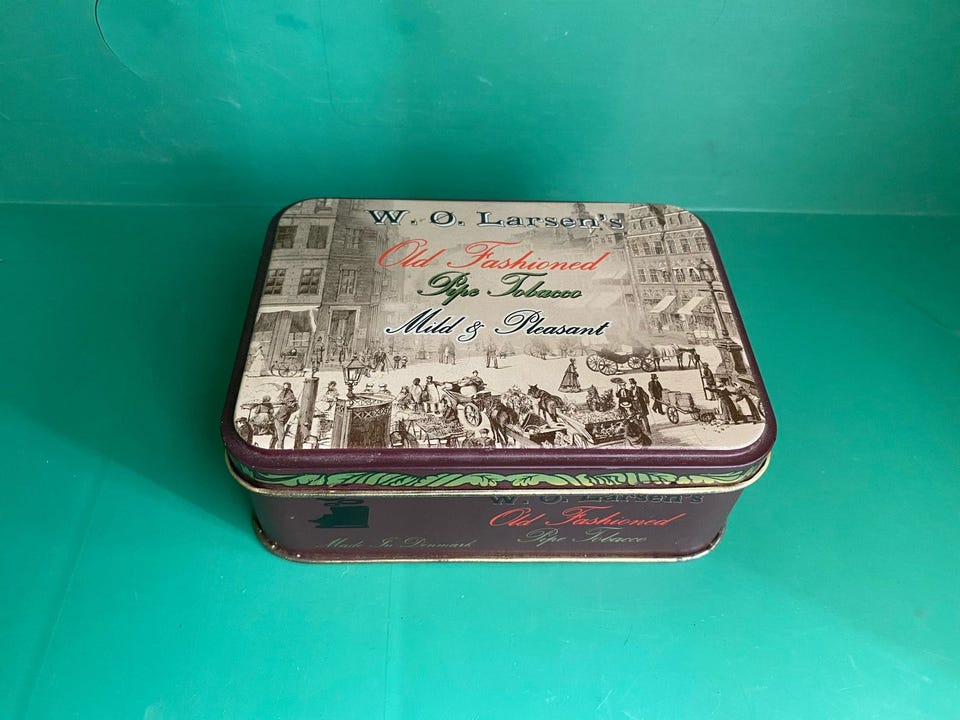 W. Ø. Larsen's
Old Fashioned
Pipe Tobacco
Mild & Pleasant
W. Ø. Larsen's
Old Fashioned
Pipe Tobacco
Made In Denmark